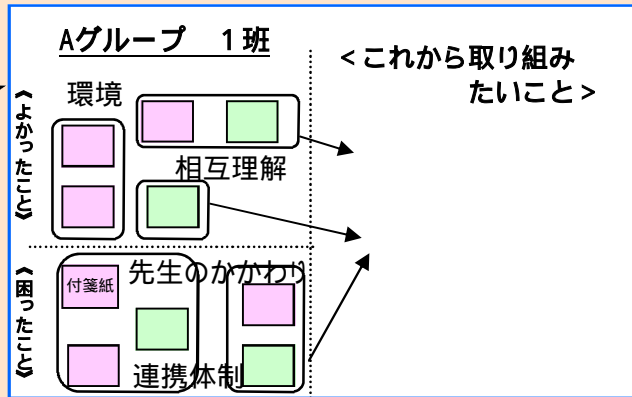 Aグループ　１班
＜これから取り組み
たいこと＞
《よかったこと》
環境
相互理解
《困ったこと》
先生のかかわり
付箋紙
連携体制